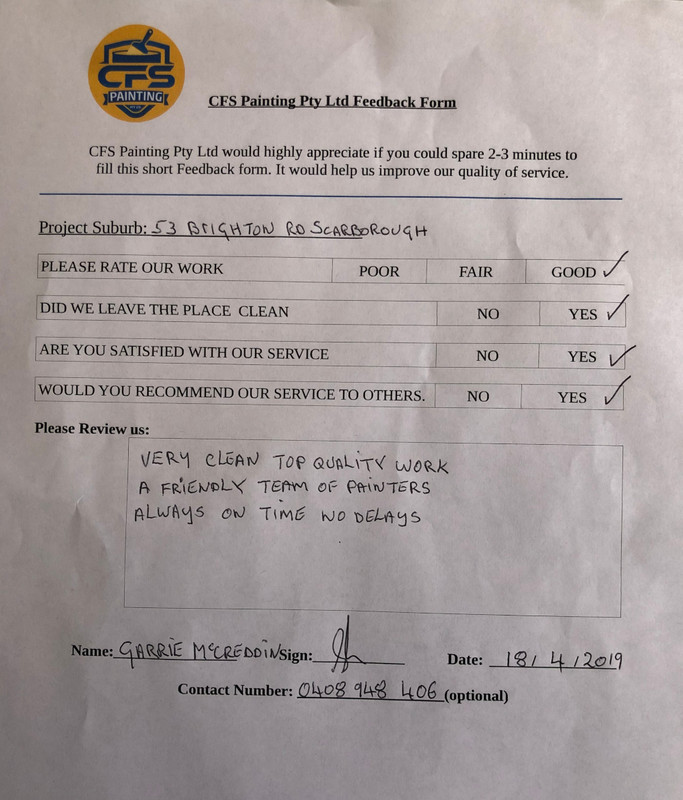 CFS
PAINTING
PTY LTD
CFS Painting Pty Ltd Feedback Form
CFS Painting Pty Ltd would highly appreciate if you could spare 2-3 minutes to
fill this short Feedback form. It would help us improve our quality of service.
Project Suburb: 53 BRIGHTON RD SCARBOROUGH
PLEASE RATE OUR WORK POOR FAIR GOOD ✓
DID WE LEAVE THE PLACE CLEAN NO YES ✓
ARE YOU SATISFIED WITH OUR SERVICE NO YES ✓
WOULD YOU RECOMMEND OUR SERVICE TO OTHERS. NO YES ✓
Please Review us:
VERY CLEAN TOP QUALITY WORK
A FRIENDLY TEAM OF PAINTERS
ALWAYS ON TIME NO DELAYS
Name: GARRIE McCREDDIN Sign: Date: 18/4/2019
Contact Number: 0408 948 406 (optional)